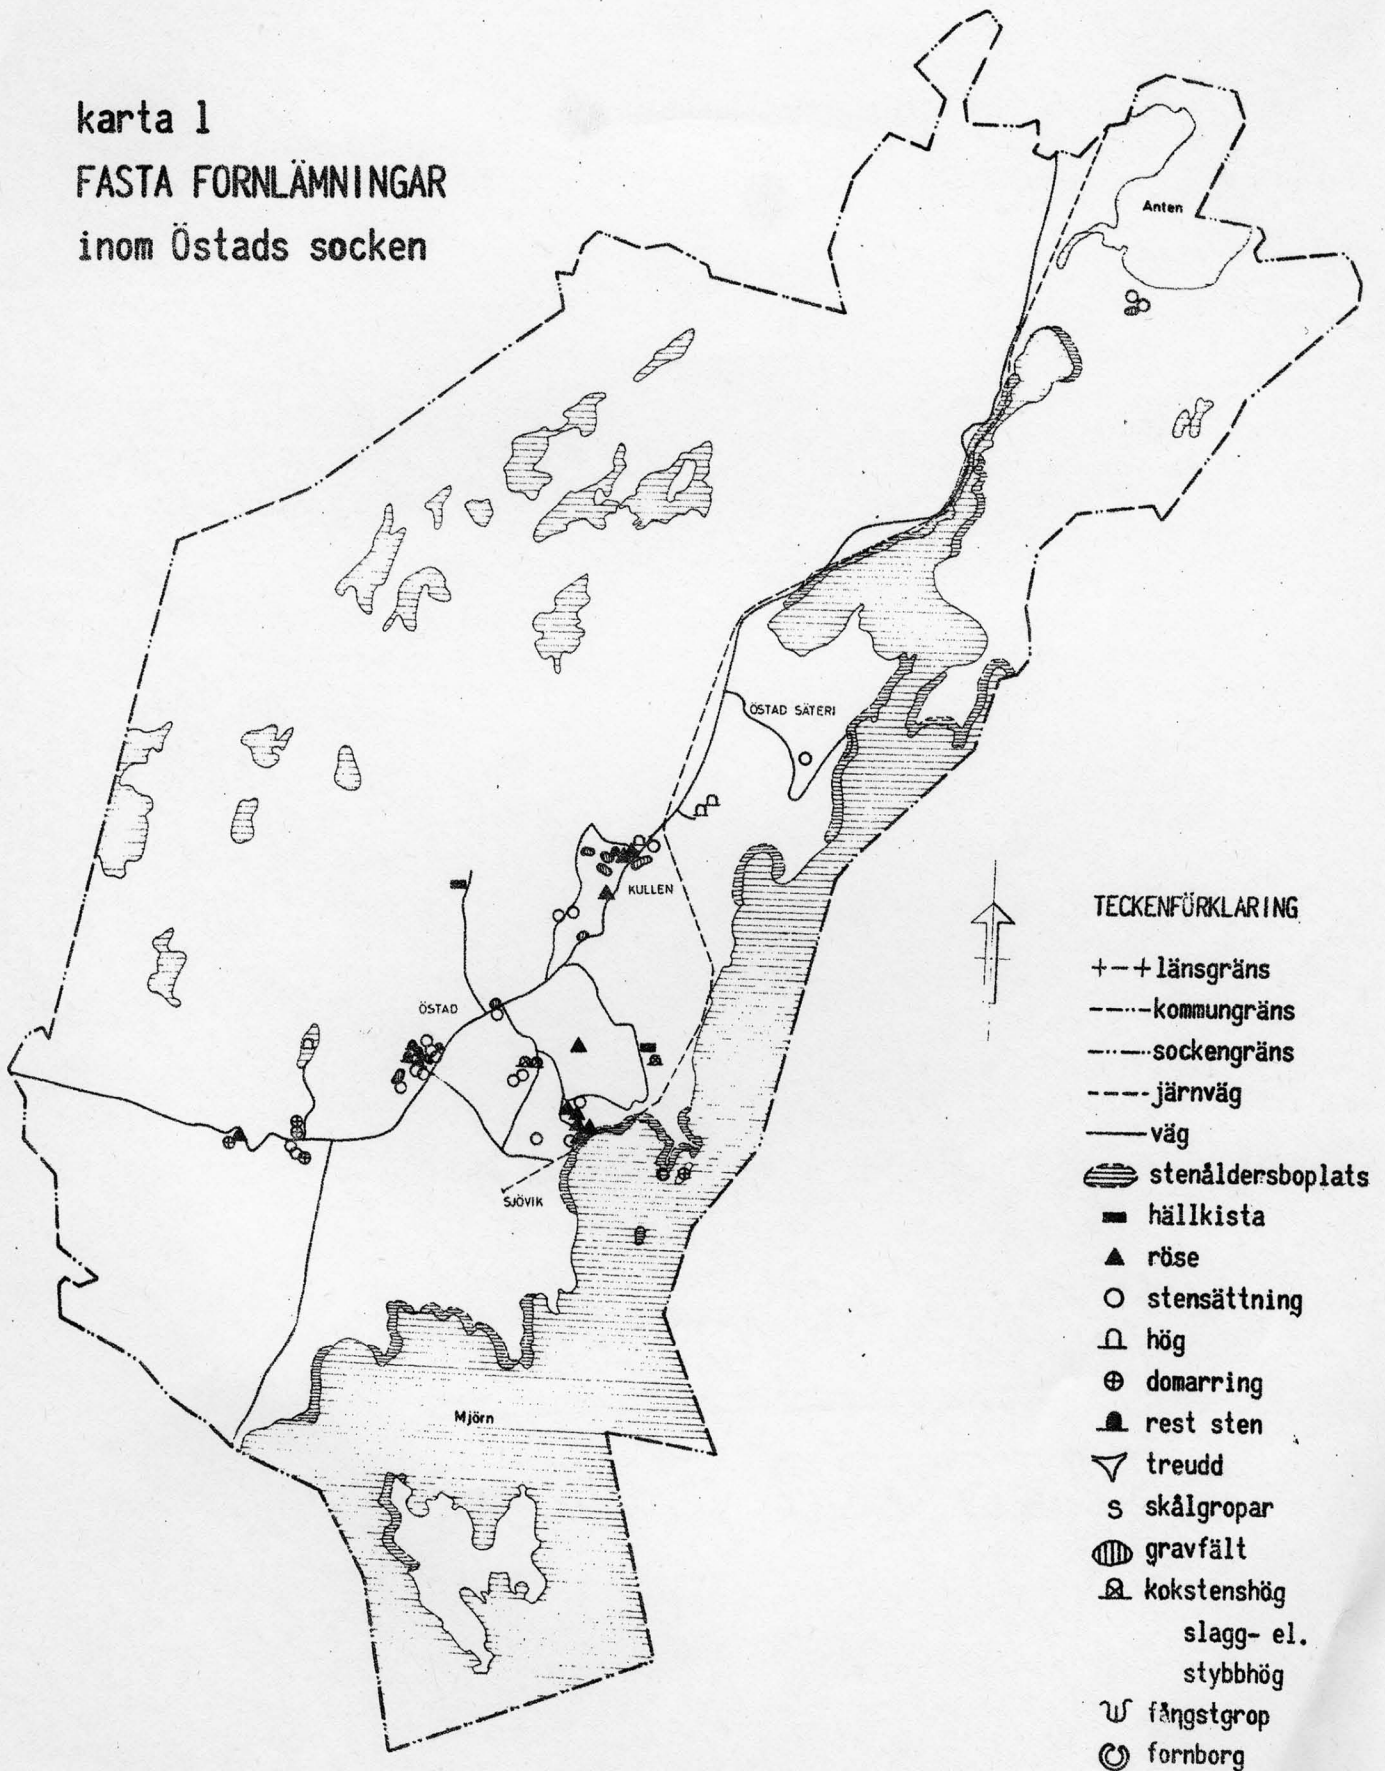 karta 1
FASTA FORNLÄMNINGAR
inom Östads socken
Anten
ÖSTAD SÄTERI
KULLEN
ÖSTAD
SJÖVIK
Mjörn
TECKENFÖRKLARING
länsgräns
kommungräns
sockengräns
järnväg
väg
stenåldersboplats
hällkista
röse
stensättning
hög
domarring
rest sten
treudd
S skålgropar
gravfält
kokstenshög
slagg- el.
stybbhög
fångstgrop
fornborg